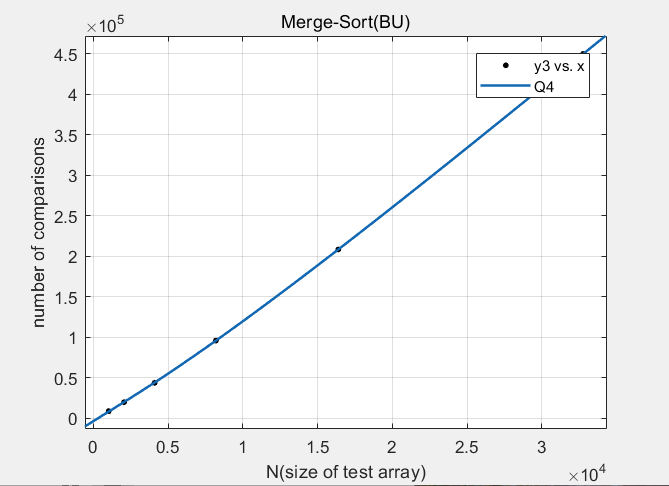 Merge-Sort(BU)
×10^5
4.5
4
3.5
3
2.5
2
1.5
1
0.5
0
number of comparisons
y3 vs. x
Q4
0 0.5 1 1.5 2 2.5 3
N(size of test array)
×10^4